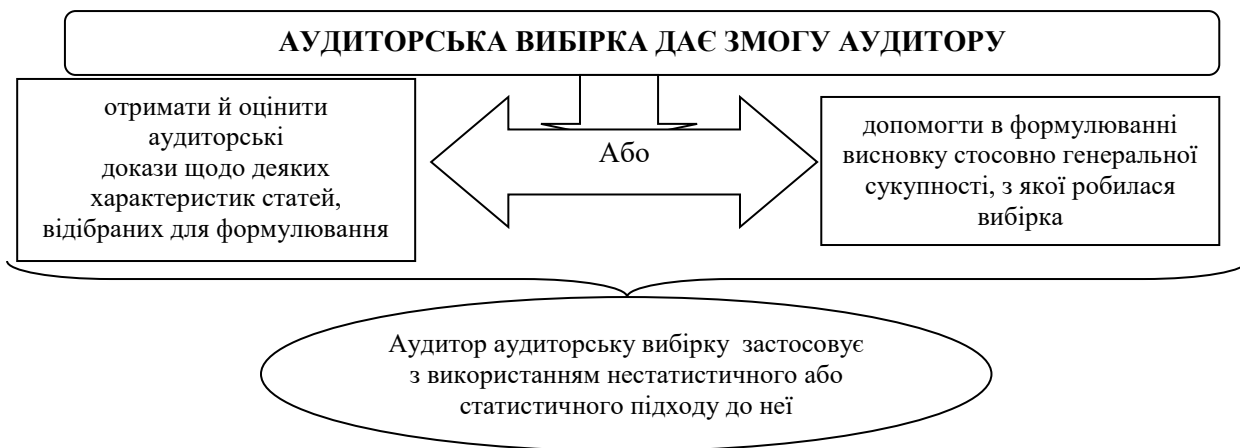 АУДИТОРСЬКА ВИБІРКА ДАЄ ЗМОГУ АУДИТОРУ
отримати й оцінити
аудиторські
докази щодо деяких
характеристик статей,
відібраних для формулювання
Або
допомогти в формулюванні
висновку стосовно генеральної
сукупності, з якої робилася
вибірка
Аудитор аудиторську вибірку застосовує
з використанням нестатистичного або
статистичного підходу до неї